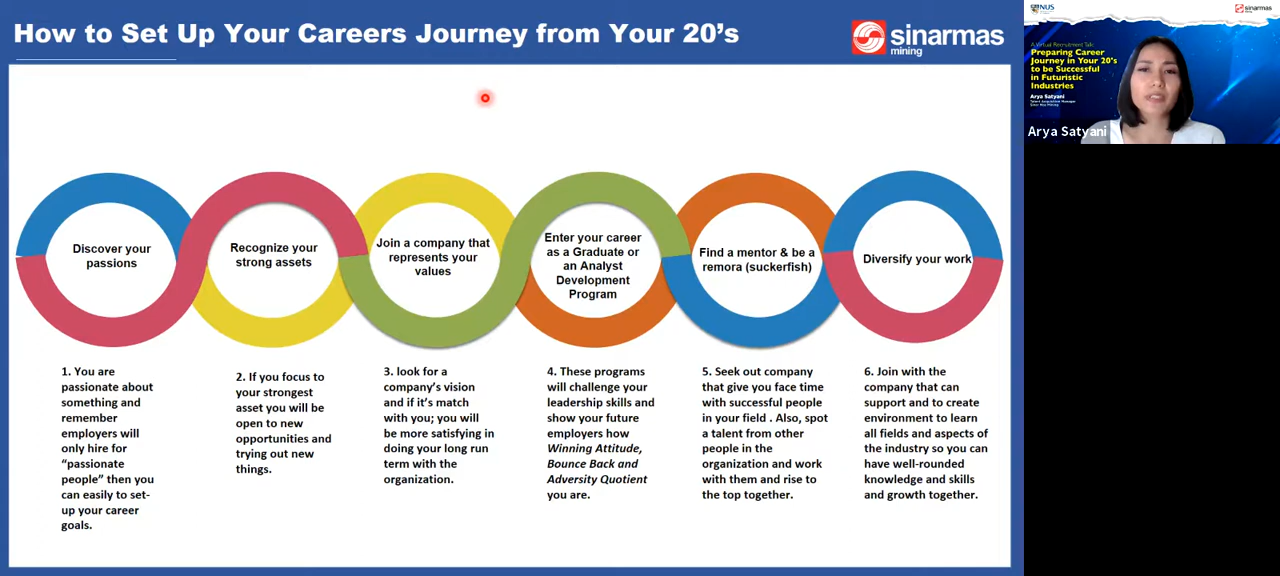 How to Set Up Your Careers Journey from Your 20's
sinarmas
mining
NUS
sinarmas
mining
A Virtual Recruitment Talk:
Preparing Career
Journey in Your 20's
to be Successful
in Futuristic
Industries
Arya Satyani
Talent Acquisition Manager
Sinar Mas Mining
Arya Satyani
Discover your
passions
Recognize your
strong assets
Join a company that
represents your
values
Enter your career
as a Graduate or
an Analyst
Development
Program
Find a mentor & be a
remora (suckerfish)
Diversify your work
1. You are
passionate about
something and
remember
employers will
only hire for
“passionate
people” then you
can easily to set-
up your career
goals.
2. If you focus to
your strongest
asset you will be
open to new
opportunities and
trying out new
things.
3. look for a
company’s vision
and if it’s match
with you; you will
be more satisfying in
doing your long run
term with the
organization.
4. These programs
will challenge your
leadership skills and
show your future
employers how
Winning Attitude,
Bounce Back and
Adversity Quotient
you are.
5. Seek out company
that give you face time
with successful people
in your field . Also, spot
a talent from other
people in the
organization and work
with them and rise to
the top together.
6. Join with the
company that can
support and to create
environment to learn
all fields and aspects of
the industry so you can
have well-rounded
knowledge and skills
and growth together.